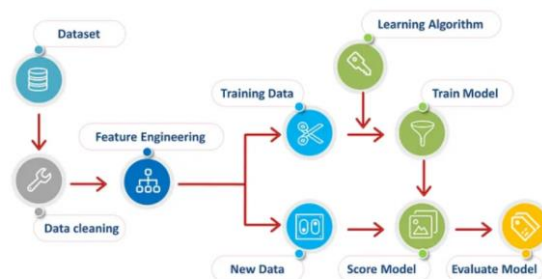 Learning Algorithm
Dataset
Training Data
Train Model
Feature Engineering
Data cleaning
New Data
Score Model
Evaluate Model